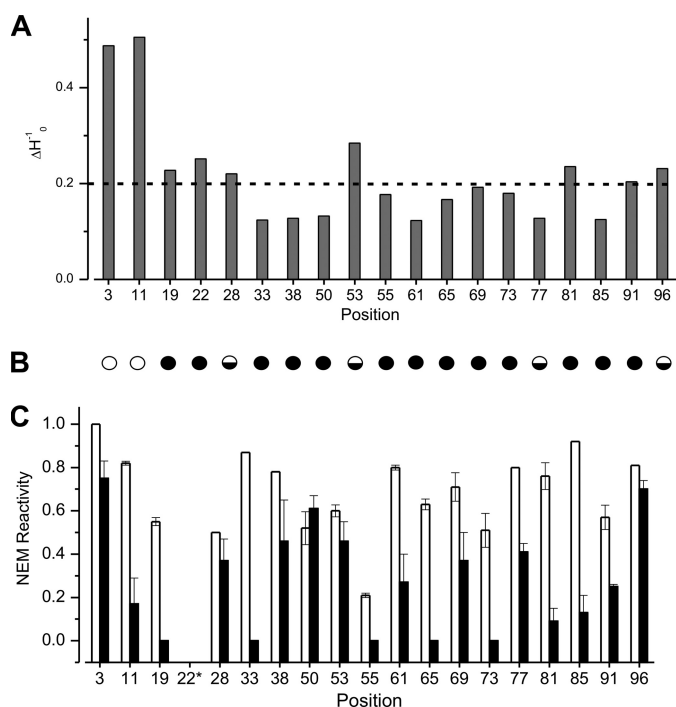 A
ΔH⁻¹₀
0.4
0.2
0.0
3 11 19 22 28 33 38 50 53 55 61 65 69 73 77 81 85 91 96
Position
B
C
NEM Reactivity
1.0
0.8
0.6
0.4
0.2
0.0
3 11 19 22* 28 33 38 50 53 55 61 65 69 73 77 81 85 91 96
Position